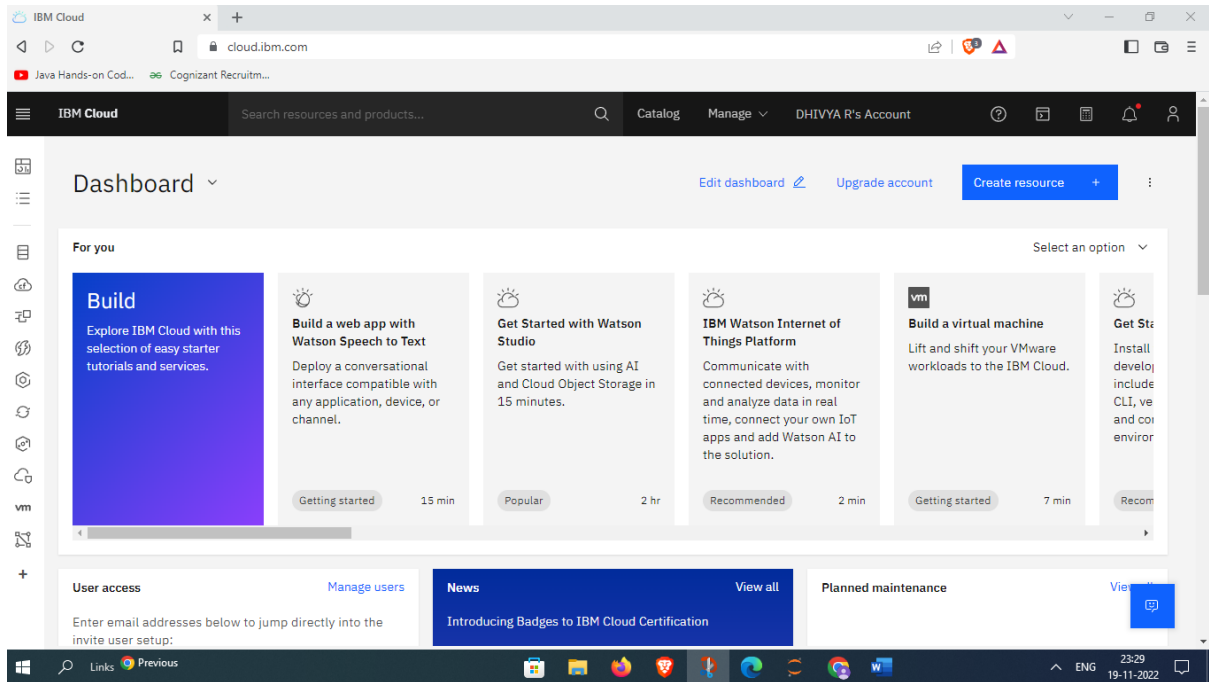 IBM Cloud
cloud.ibm.com
Java Hands-on Cod...
Cognizant Recruitm...
IBM Cloud
Search resources and products...
Catalog
Manage
DHIVYA R's Account
Dashboard
Edit dashboard
Upgrade account
Create resource +
For you
Select an option
Build
Explore IBM Cloud with this
selection of easy starter
tutorials and services.
Build a web app with
Watson Speech to Text
Deploy a conversational
interface compatible with
any application, device, or
channel.
Getting started
15 min
Get Started with Watson
Studio
Get started with using AI
and Cloud Object Storage in
15 minutes.
Popular
2 hr
IBM Watson Internet of
Things Platform
Communicate with
connected devices, monitor
and analyze data in real
time, connect your own IoT
apps and add Watson AI to
the solution.
Recommended
2 min
vm
Build a virtual machine
Lift and shift your VMware
workloads to the IBM Cloud.
Getting started
7 min
Get Sta
Install
develop
include
CLI, ve
and co
environ
Recom
vm
User access
Manage users
Enter email addresses below to jump directly into the
invite user setup:
News
View all
Introducing Badges to IBM Cloud Certification
Planned maintenance
Links
Previous
ENG
23:29
19-11-2022